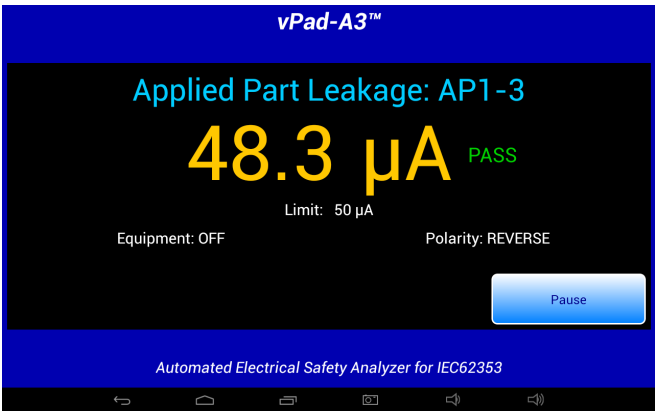 vPad-A3™
Applied Part Leakage: AP1-3
48.3 µA PASS
Limit: 50 µA
Equipment: OFF Polarity: REVERSE
Pause
Automated Electrical Safety Analyzer for IEC62353